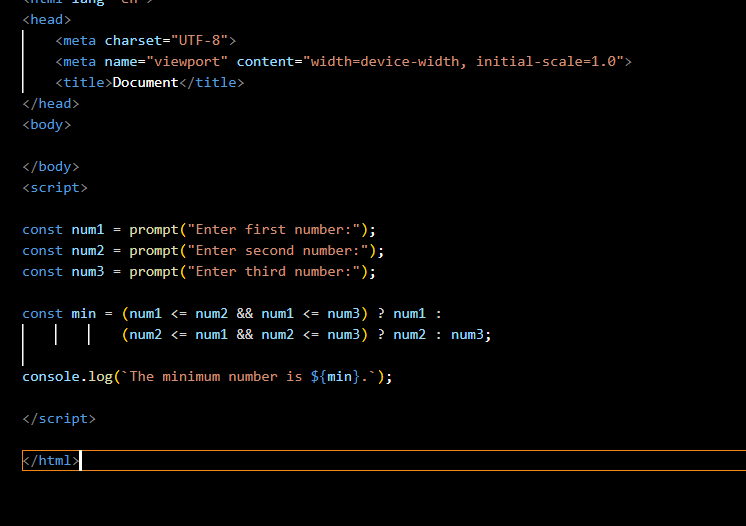 <html lang="en">
<head>
<meta charset="UTF-8">
<meta name="viewport" content="width=device-width, initial-scale=1.0">
<title>Document</title>
</head>
<body>
</body>
<script>
const num1 = prompt("Enter first number:");
const num2 = prompt("Enter second number:");
const num3 = prompt("Enter third number:");
const min = (num1 <= num2 && num1 <= num3) ? num1 :
(num2 <= num1 && num2 <= num3) ? num2 : num3;
console.log(`The minimum number is ${min}.`);
</script>
</html>